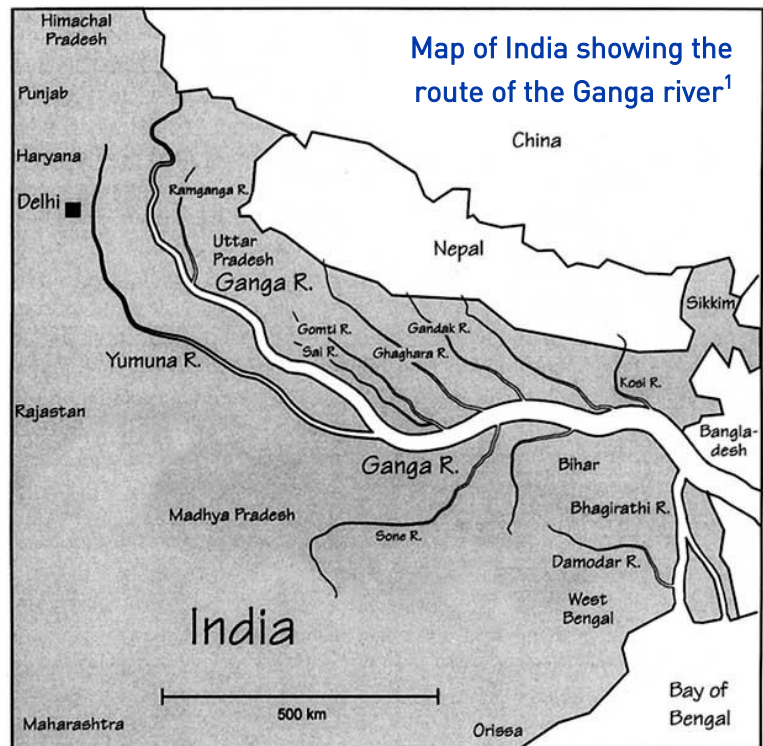 Himachal
Pradesh
Map of India showing the
route of the Ganga river1
Punjab
China
Haryana
Ramganga R.
Delhi
Uttar
Pradesh
Nepal
Ganga R.
Sikkim
Gomti R.
Gandak R.
Sai R.
Ghaghara R.
Yumuna R.
Kosi R.
Rajastan
Bangla-
desh
Ganga R.
Bihar
Madhya Pradesh
Bhagirathi R.
Sone R.
Damodar R.
West
Bengal
India
500 km
Bay of
Bengal
Maharashtra
Orissa